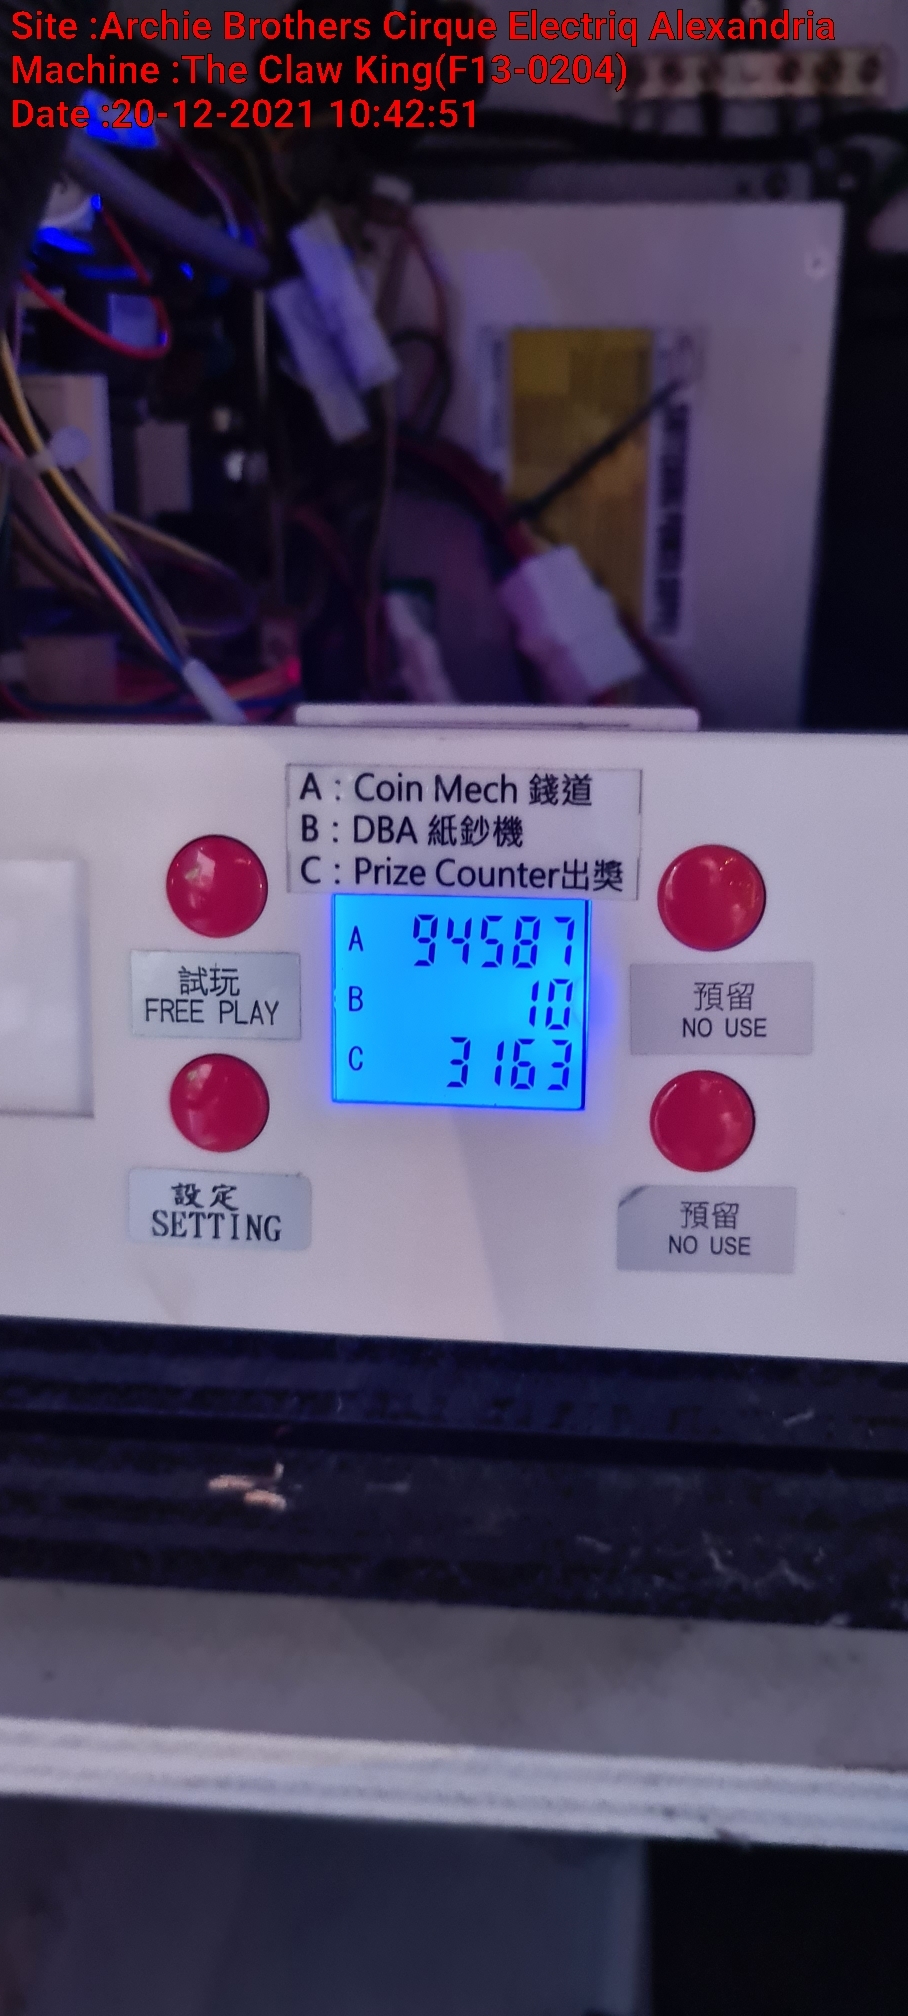 Site :Archie Brothers Cirque Electriq Alexandria
Machine :The Claw King(F13-0204)
Date :20-12-2021 10:42:51
A : Coin Mech 錢道
B : DBA 紙鈔機
C : Prize Counter出獎
A 94587
B 10
C 3163
試玩
FREE PLAY
預留
NO USE
設定
SETTING
預留
NO USE